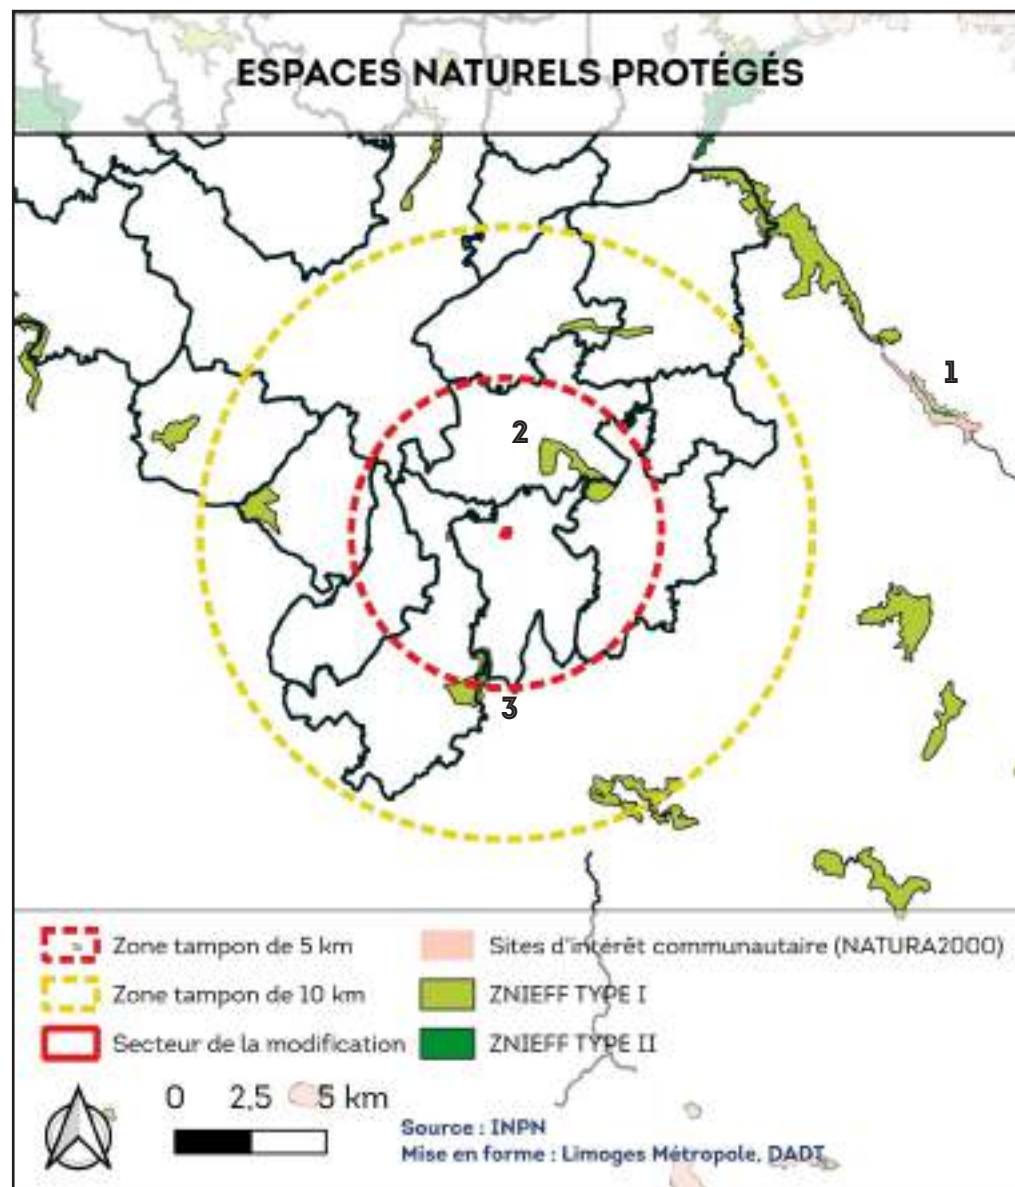 ESPACES NATURELS PROTÉGÉS
1
2
3
Zone tampon de 5 km
Sites d'intérêt communautaire (NATURA2000)
Zone tampon de 10 km
ZNIEFF TYPE I
Secteur de la modification
ZNIEFF TYPE II
0 2,5 5 km
Source : INPN
Mise en forme : Limoges Métropole, DADT